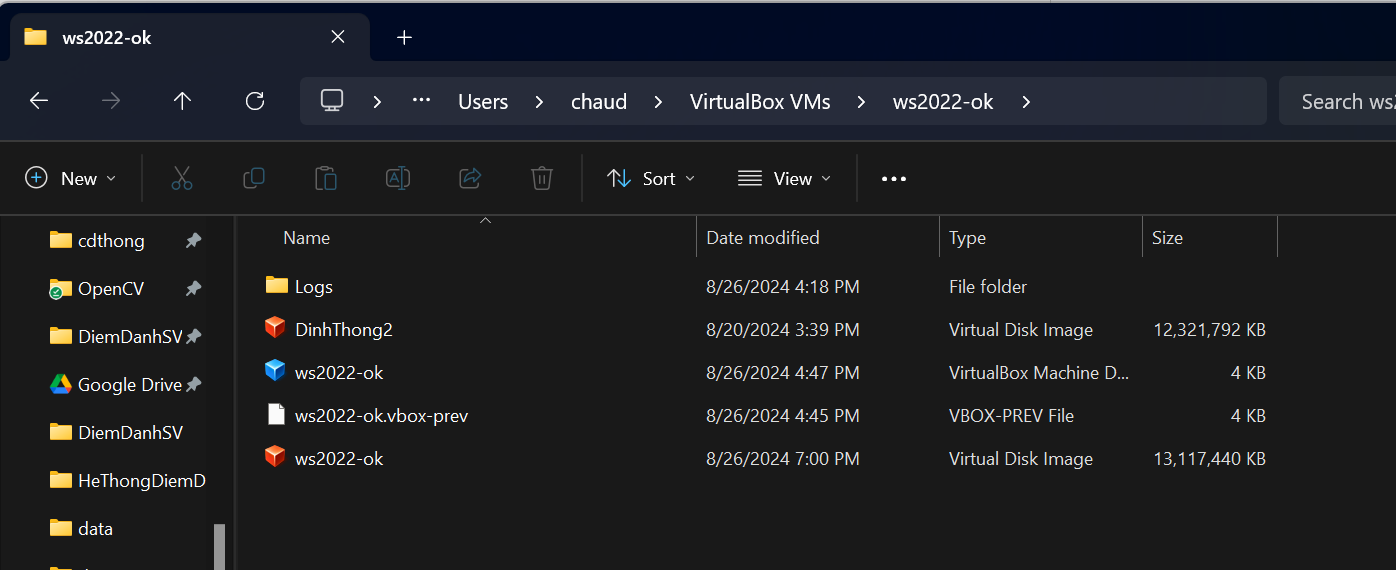 ws2022-ok
Users chaud VirtualBox VMs ws2022-ok Search ws2
New Sort View
Name Date modified Type Size
cdthong
OpenCV
DiemDanhSV
Google Drive
DiemDanhSV
HeThongDiemD
data
Logs 8/26/2024 4:18 PM File folder
DinhThong2 8/20/2024 3:39 PM Virtual Disk Image 12,321,792 KB
ws2022-ok 8/26/2024 4:47 PM VirtualBox Machine D... 4 KB
ws2022-ok.vbox-prev 8/26/2024 4:45 PM VBOX-PREV File 4 KB
ws2022-ok 8/26/2024 7:00 PM Virtual Disk Image 13,117,440 KB